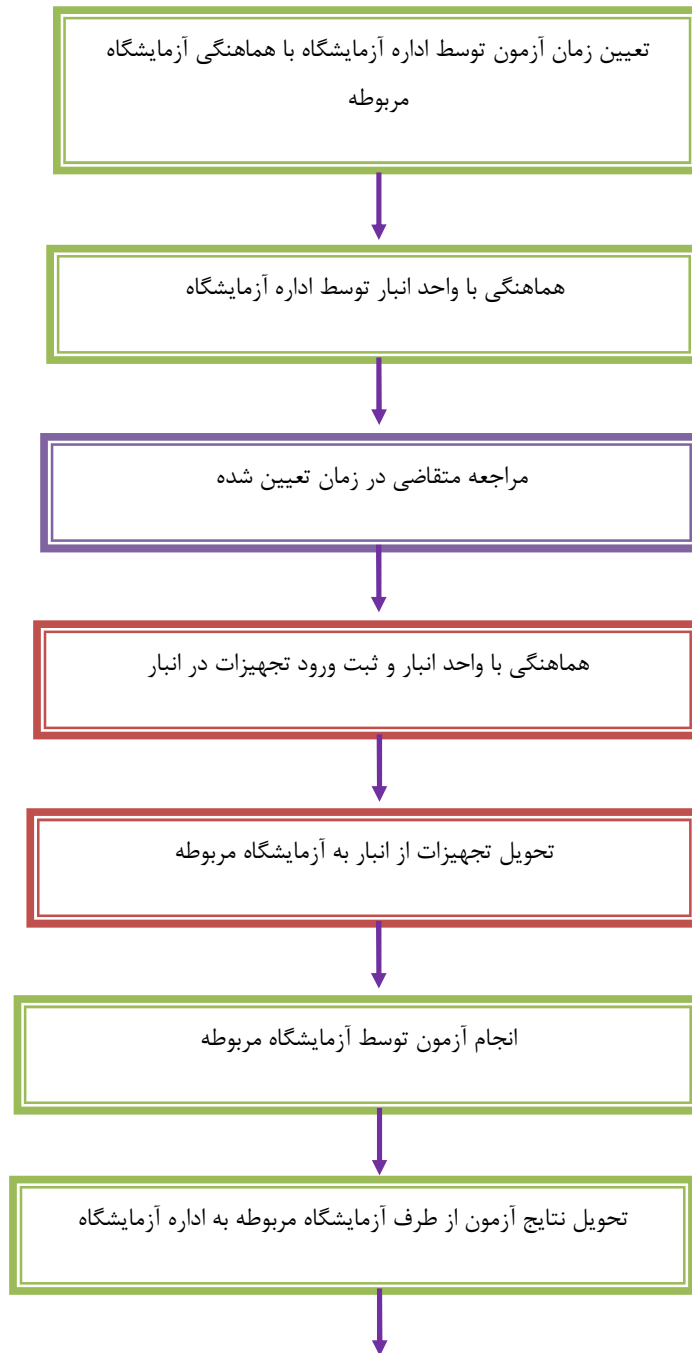 تعیین زمان آزمون توسط اداره آزمایشگاه با هماهنگی آزمایشگاه
مربوطه
هماهنگی با واحد انبار توسط اداره آزمایشگاه
مراجعه متقاضی در زمان تعیین شده
هماهنگی با واحد انبار و ثبت ورود تجهیزات در انبار
تحویل تجهیزات از انبار به آزمایشگاه مربوطه
انجام آزمون توسط آزمایشگاه مربوطه
تحویل نتایج آزمون از طرف آزمایشگاه مربوطه به اداره آزمایشگاه